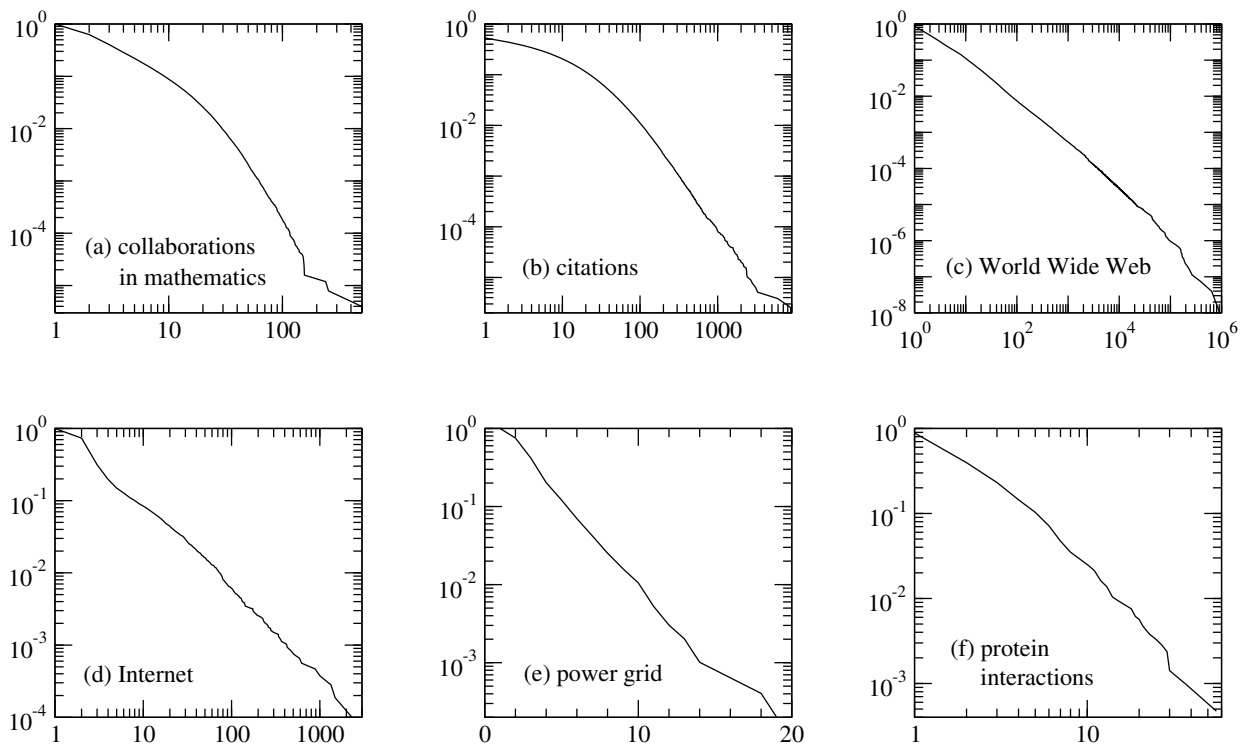 10^0
10^-2
10^-4
1 10 100
(a) collaborations
in mathematics
10^0
10^-2
10^-4
1 10 100 1000
(b) citations
10^0
10^-2
10^-4
10^-6
10^-8
10^0 10^2 10^4 10^6
(c) World Wide Web
10^0
10^-1
10^-2
10^-3
10^-4
1 10 100 1000
(d) Internet
10^0
10^-1
10^-2
10^-3
0 10 20
(e) power grid
10^0
10^-1
10^-2
10^-3
1 10
(f) protein
interactions